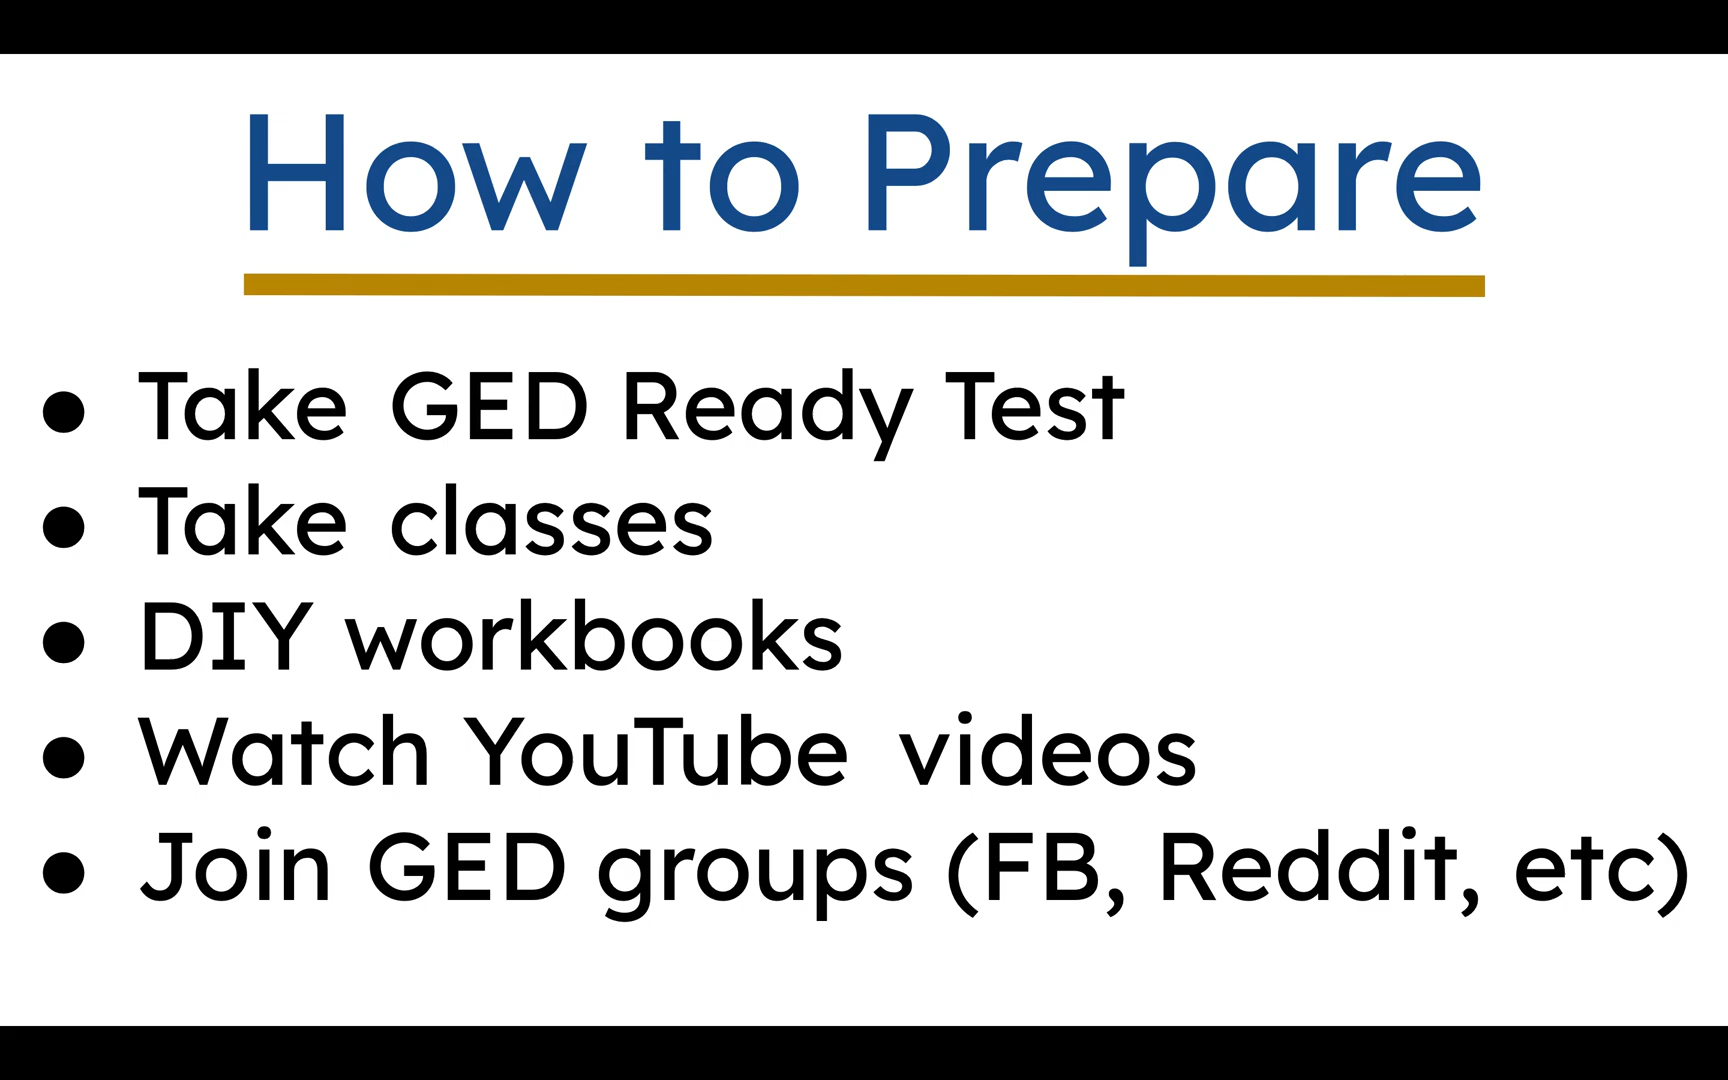 How to Prepare
● Take GED Ready Test
● Take classes
● DIY workbooks
● Watch YouTube videos
● Join GED groups (FB, Reddit, etc)